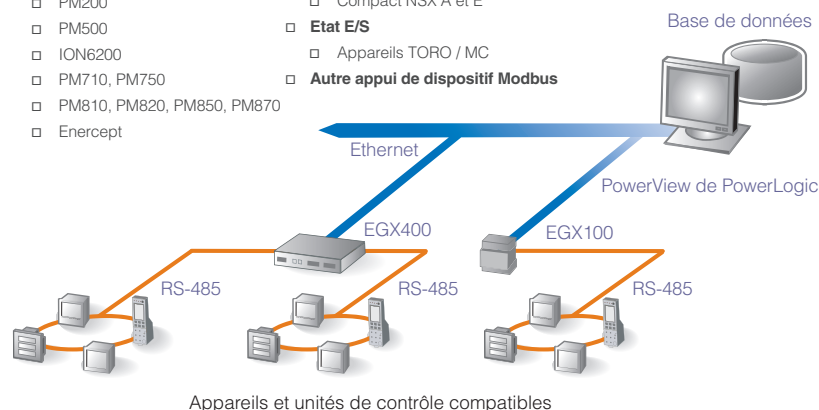 PM200
PM500
ION6200
PM710, PM750
PM810, PM820, PM850, PM870
Enercept
Compact NSX A et E
Etat E/S
Appareils TORO / MC
Autre appui de dispositif Modbus
Base de données
Ethernet
PowerView de PowerLogic
EGX400
EGX100
RS-485
RS-485
RS-485
Appareils et unités de contrôle compatibles